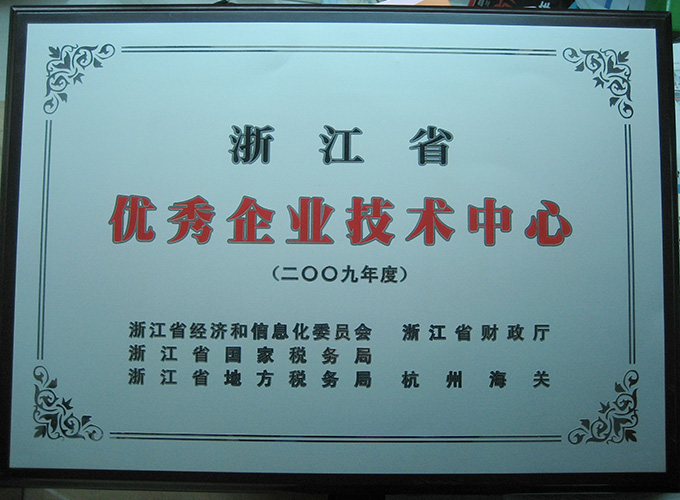 浙江省
优秀企业技术中心
(二〇〇九年度)
浙江省经济和信息化委员会 浙江省财政厅
浙江省国家税务局
浙江省地方税务局 杭州海关